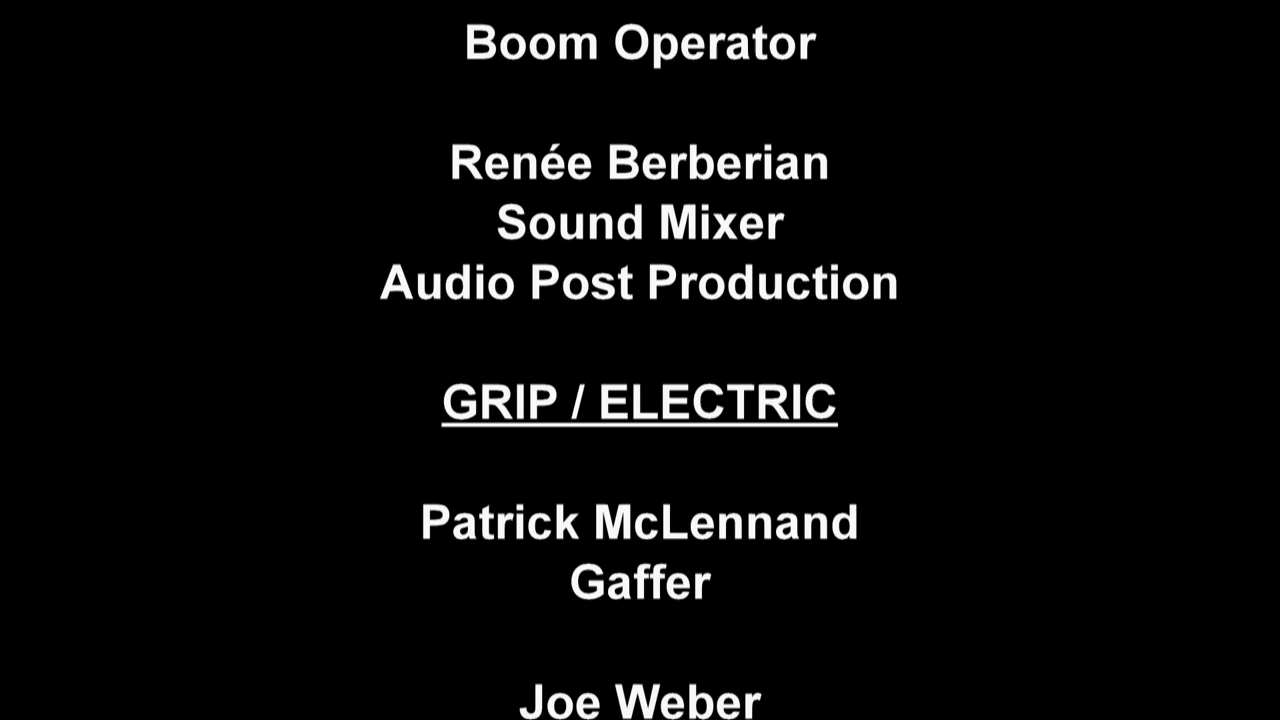 Boom Operator
Renée Berberian
Sound Mixer
Audio Post Production
GRIP / ELECTRIC
Patrick McLennand
Gaffer
Joe Weber